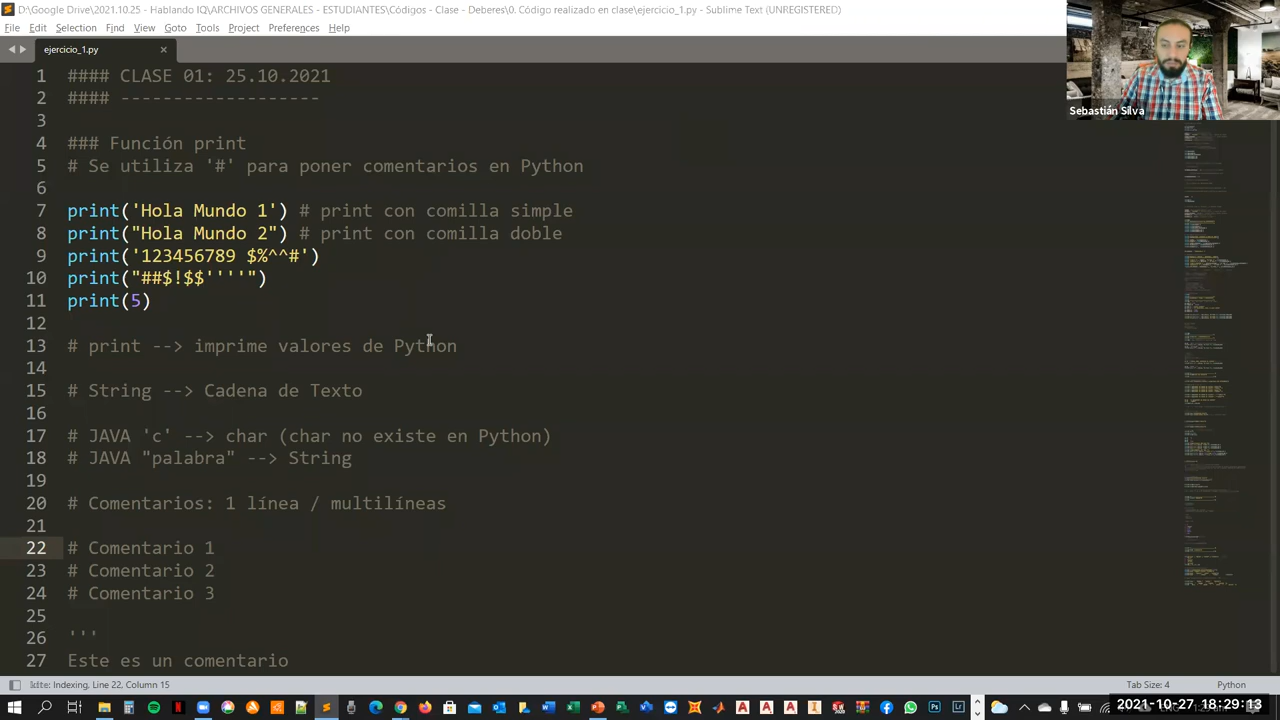 D:\Google Drive\2021.10.25 - Hablando IQ\ARCHIVOS GENERALES - ESTUDIANTES\Códigos - Clase - Deberes\0. Código realizado en clase\ejercicio_1.py - Sublime Text (UNREGISTERED)
File Edit Selection Find View Goto Tools Project Preferences Help
ejercicio_1.py
Sebastián Silva
1 #### CLASE 01: 25.10.2021
2 #### -------------------
3
4 ### Función print
5 # Se utiliza '#' para poner comentarios en Python
6
7 print('Hola Mundo 1') # Print con comilla simple
8 print("Hola Mundo 2") # Print con comilla doble
9 print('123456789 $%^^#')
10 print("##$!$$''''")
11 print(5)
12
13 # print --> imprime valores de Python
14
15 # String --> Cadena de Texto
16
17 # JAVA 'c' --> char (char no existe en Python)
18 # JAVA "palabra" --> String
19
20 # Comentarios: 1 línea o multilíneas
21
22 # Comentario 1
23 # Comentario 2
24 # Comentario 3
25
26 '''
27 Este es un comentario
Indexing, Line 22, Column 15
Tab Size: 4
Python
2021-10-27 18:29:13